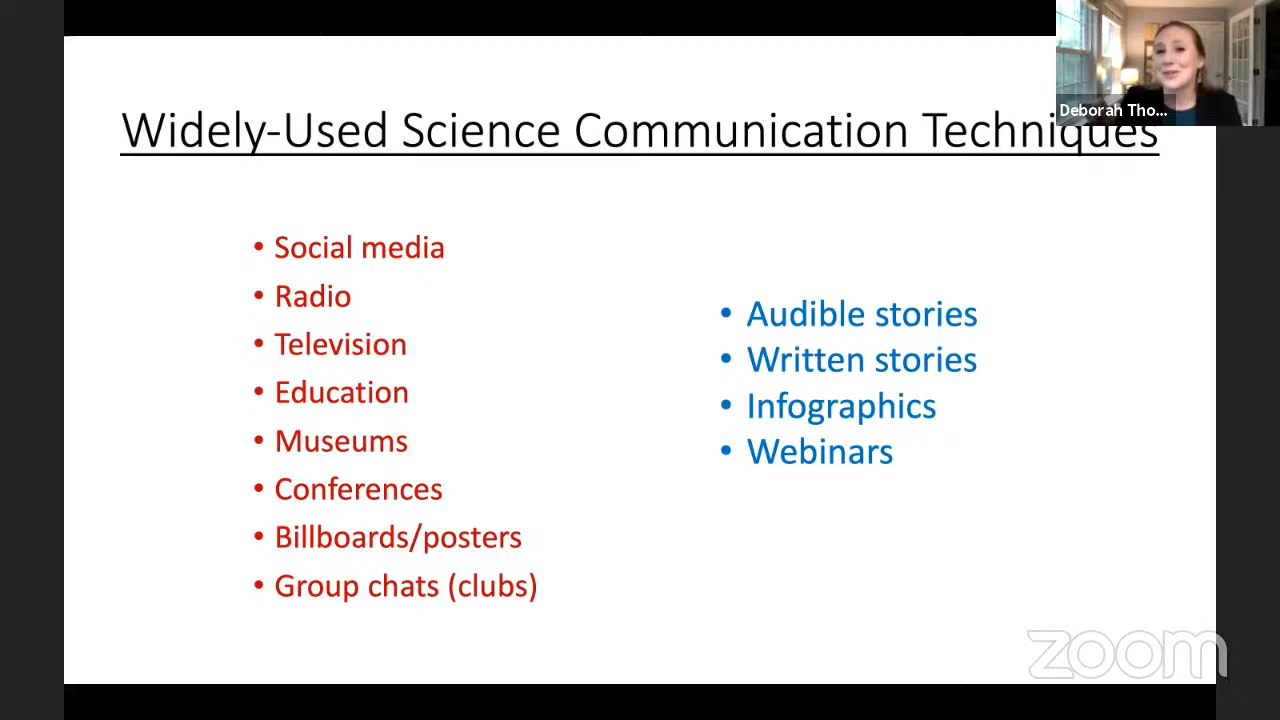 Deborah Tho...
Widely-Used Science Communication Techniques
• Social media
• Radio
• Television
• Education
• Museums
• Conferences
• Billboards/posters
• Group chats (clubs)
• Audible stories
• Written stories
• Infographics
• Webinars
zoom